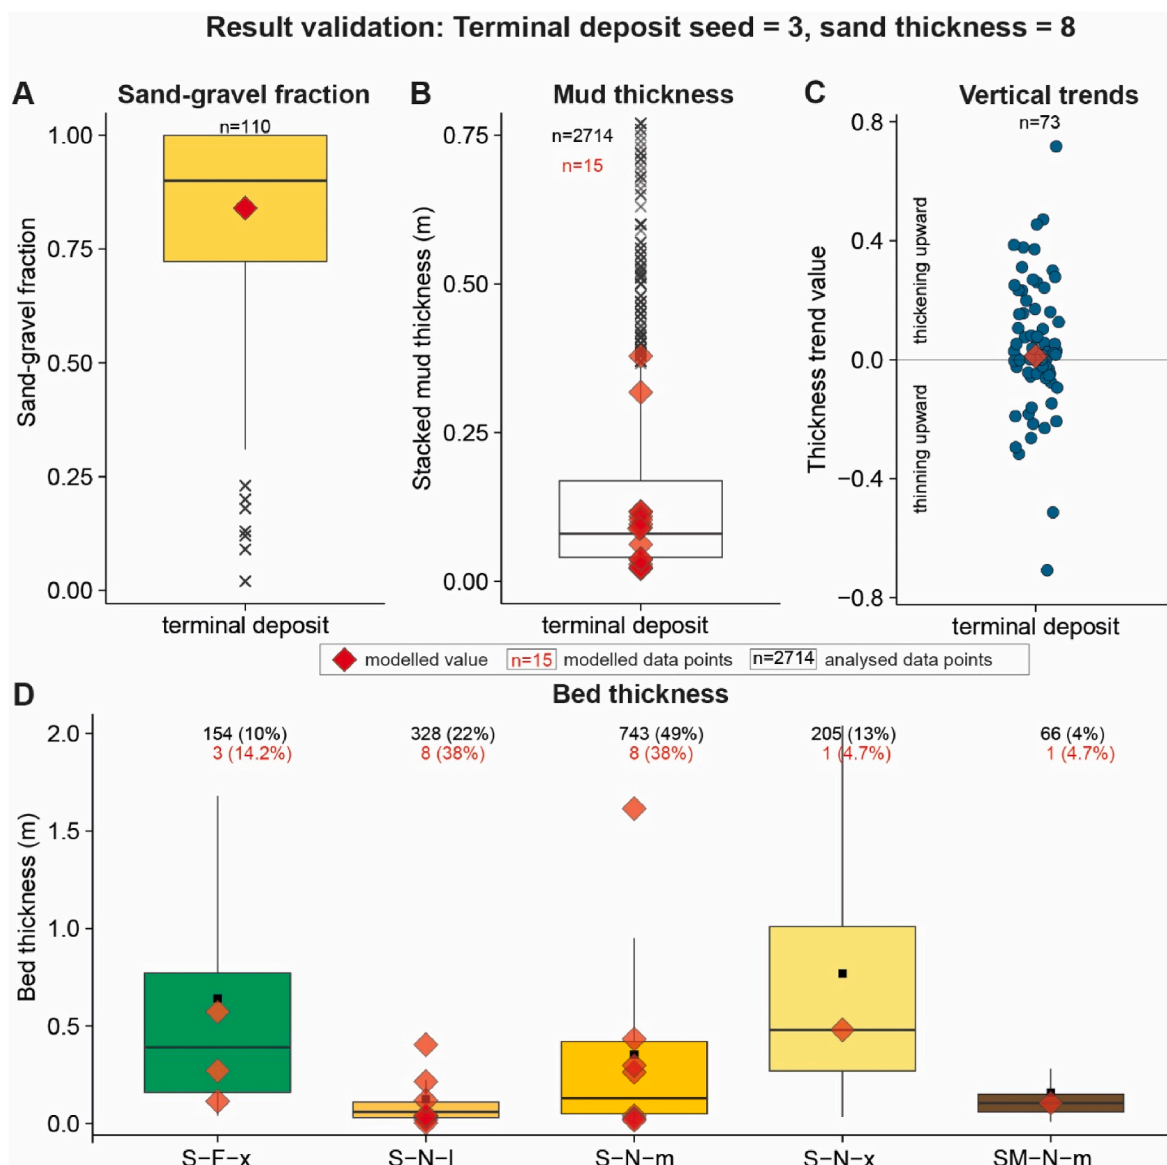 Result validation: Terminal deposit seed = 3, sand thickness = 8
A
Sand-gravel fraction
n=110
Sand-gravel fraction
1.00
0.75
0.50
0.25
0.00
terminal deposit
B
Mud thickness
n=2714
n=15
Stacked mud thickness (m)
0.75
0.50
0.25
0.00
terminal deposit
C
Vertical trends
n=73
Thickness trend value
thickening upward
thinning upward
0.8
0.4
0.0
−0.4
−0.8
terminal deposit
modelled value
n=15
modelled data points
n=2714
analysed data points
D
Bed thickness
154 (10%)
328 (22%)
743 (49%)
205 (13%)
66 (4%)
3 (14.2%)
8 (38%)
8 (38%)
1 (4.7%)
1 (4.7%)
Bed thickness (m)
2.0
1.5
1.0
0.5
0.0
S−F−x
S−N−l
S−N−m
S−N−x
SM−N−m